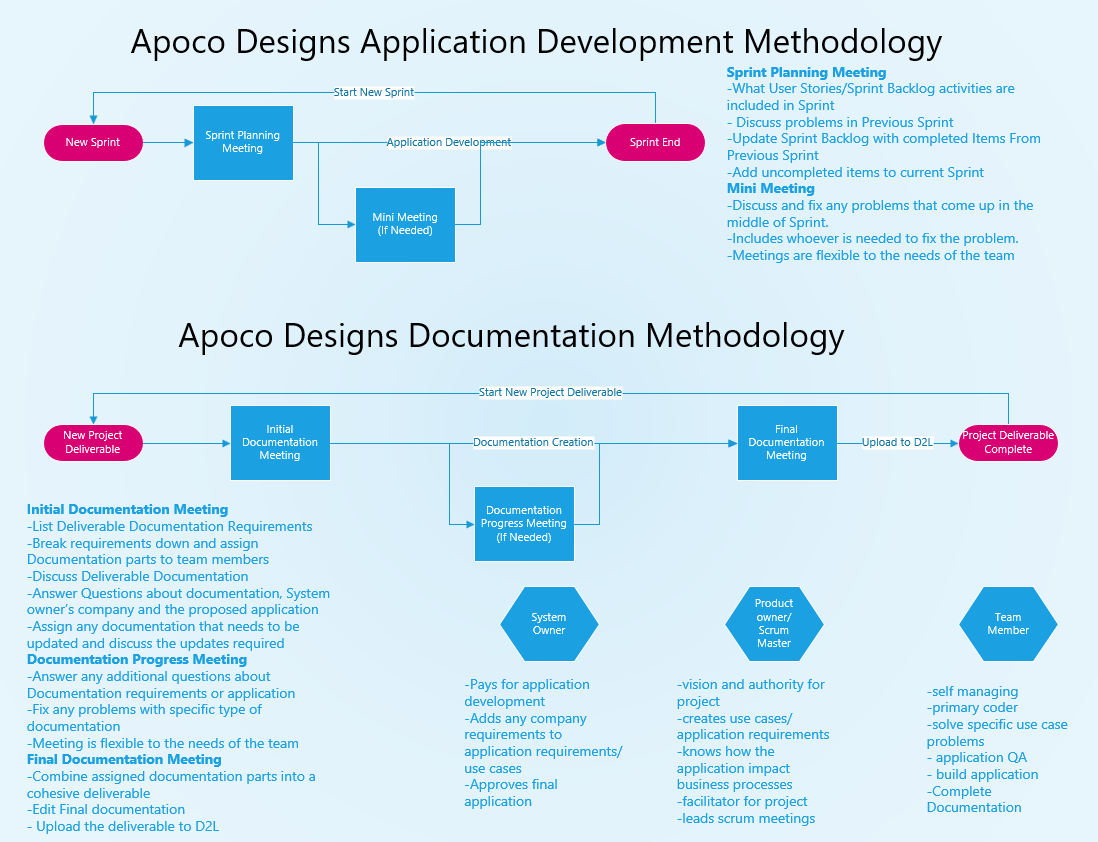 Apoco Designs Application Development Methodology
Start New Sprint
New Sprint
Sprint Planning
Meeting
Application Development
Sprint End
Mini Meeting
(If Needed)
Sprint Planning Meeting
-What User Stories/Sprint Backlog activities are
included in Sprint
- Discuss problems in Previous Sprint
-Update Sprint Backlog with completed Items From
Previous Sprint
-Add uncompleted items to current Sprint
Mini Meeting
-Discuss and fix any problems that come up in the
middle of Sprint.
-Includes whoever is needed to fix the problem.
-Meetings are flexible to the needs of the team
Apoco Designs Documentation Methodology
Start New Project Deliverable
New Project
Deliverable
Initial
Documentation
Meeting
Documentation Creation
Final
Documentation
Meeting
Upload to D2L
Project Deliverable
Complete
Documentation
Progress Meeting
(If Needed)
Initial Documentation Meeting
-List Deliverable Documentation Requirements
-Break requirements down and assign
Documentation parts to team members
-Discuss Deliverable Documentation
-Answer Questions about documentation, System
owner's company and the proposed application
-Assign any documentation that needs to be
updated and discuss the updates required
Documentation Progress Meeting
-Answer any additional questions about
Documentation requirements or application
-Fix any problems with specific type of
documentation
-Meeting is flexible to the needs of the team
Final Documentation Meeting
-Combine assigned documentation parts into a
cohesive deliverable
-Edit Final documentation
- Upload the deliverable to D2L
System
Owner
-Pays for application
development
-Adds any company
requirements to
application requirements/
use cases
-Approves final
application
Product
owner/
Scrum
Master
-vision and authority for
project
-creates use cases/
application requirements
-knows how the
application impact
business processes
-facilitator for project
-leads scrum meetings
Team
Member
-self managing
-primary coder
-solve specific use case
problems
- application QA
- build application
-Complete
Documentation